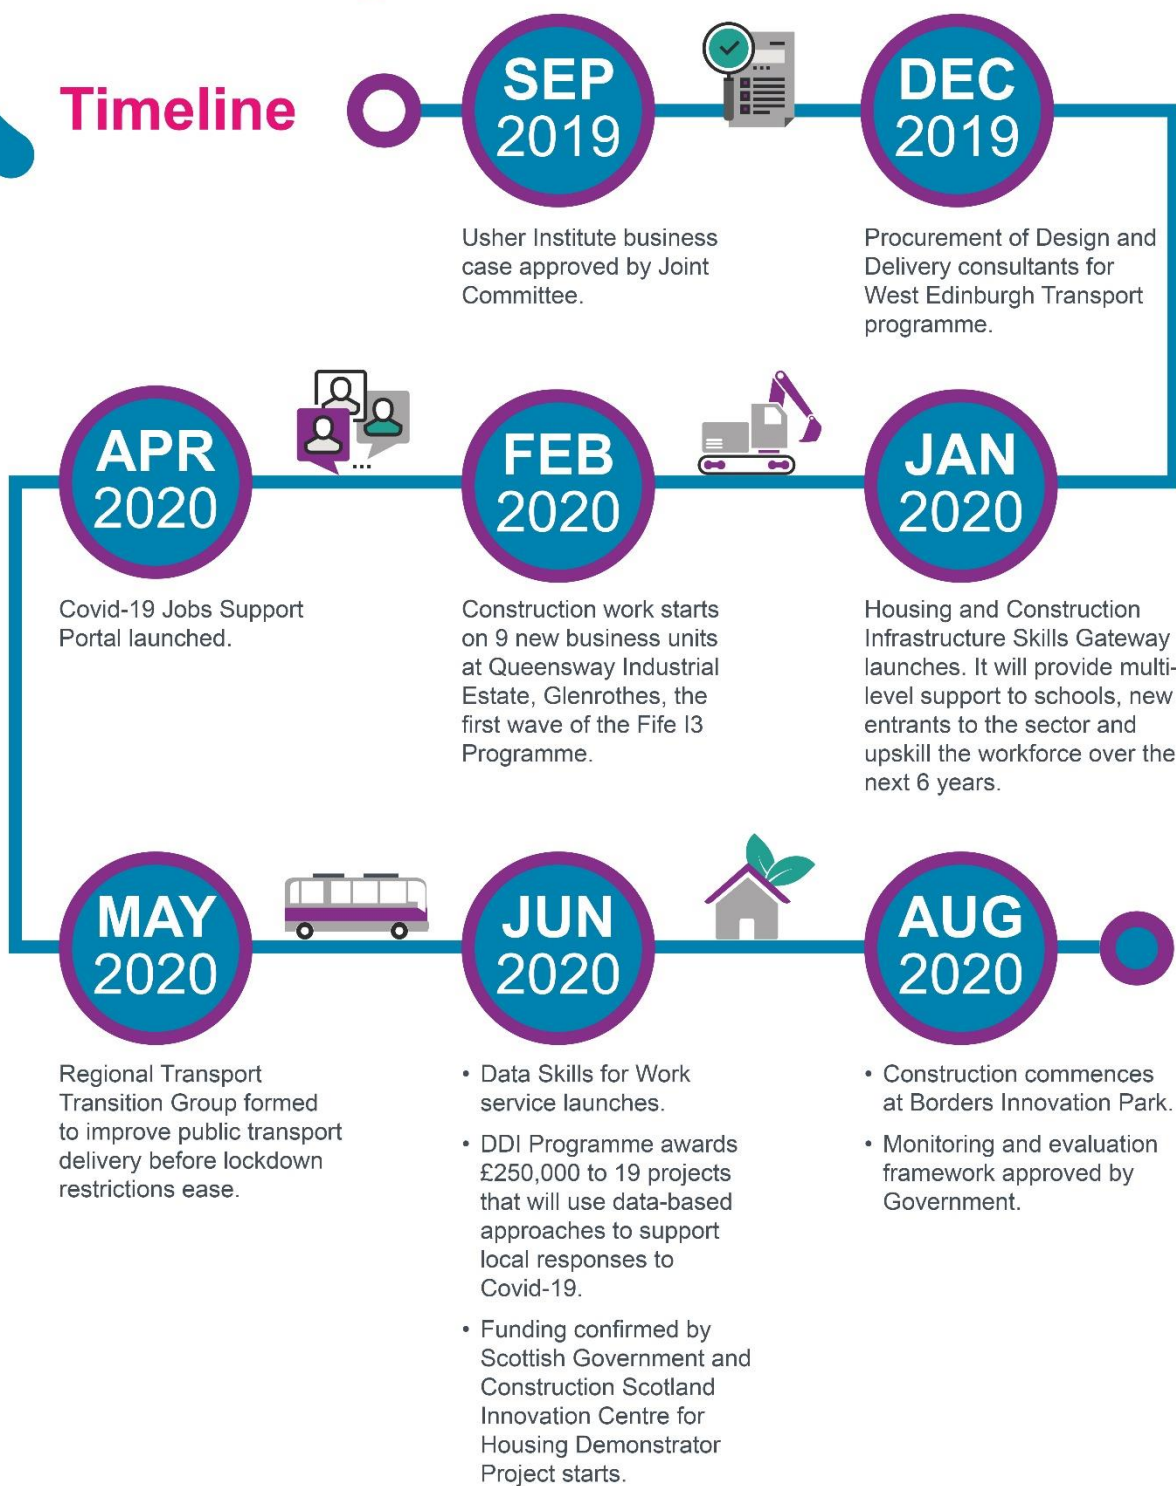 Timeline
SEP
2019
Usher Institute business
case approved by Joint
Committee.
DEC
2019
Procurement of Design and
Delivery consultants for
West Edinburgh Transport
programme.
JAN
2020
Housing and Construction
Infrastructure Skills Gateway
launches. It will provide multi-
level support to schools, new
entrants to the sector and
upskill the workforce over the
next 6 years.
FEB
2020
Construction work starts
on 9 new business units
at Queensway Industrial
Estate, Glenrothes, the
first wave of the Fife I3
Programme.
APR
2020
Covid-19 Jobs Support
Portal launched.
MAY
2020
Regional Transport
Transition Group formed
to improve public transport
delivery before lockdown
restrictions ease.
JUN
2020
• Data Skills for Work
service launches.
• DDI Programme awards
£250,000 to 19 projects
that will use data-based
approaches to support
local responses to
Covid-19.
• Funding confirmed by
Scottish Government and
Construction Scotland
Innovation Centre for
Housing Demonstrator
Project starts.
AUG
2020
• Construction commences
at Borders Innovation Park.
• Monitoring and evaluation
framework approved by
Government.